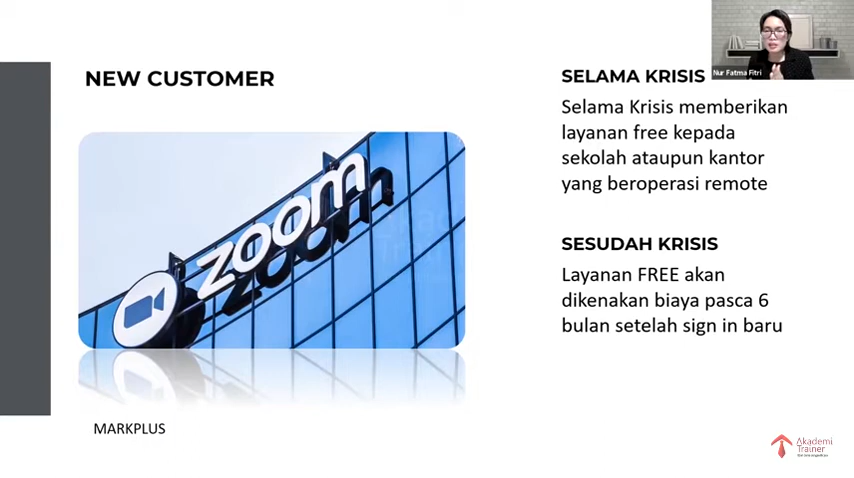 NEW CUSTOMER
zoom
MARKPLUS
SELAMA KRISIS
Selama Krisis memberikan
layanan free kepada
sekolah ataupun kantor
yang beroperasi remote
SESUDAH KRISIS
Layanan FREE akan
dikenakan biaya pasca 6
bulan setelah sign in baru
Nur Fatma Fitri
Akademi
Trainer